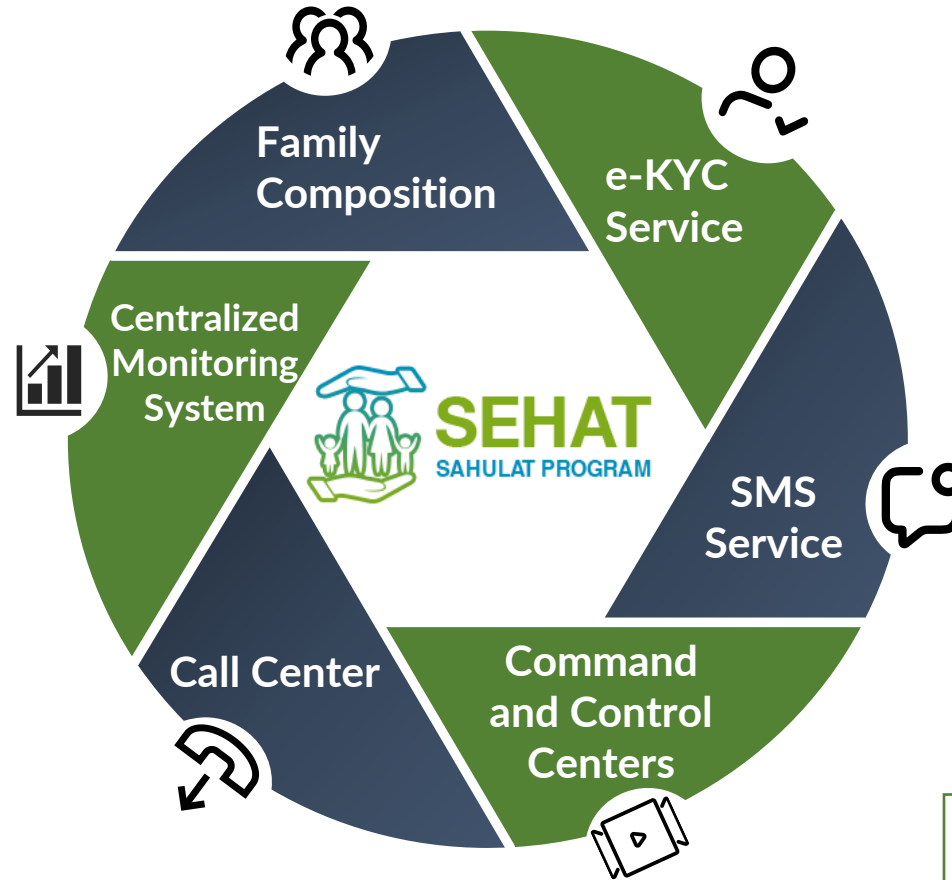 Family
Composition
e-KYC
Service
Centralized
Monitoring
System
SEHAT
SAHULAT PROGRAM
SMS
Service
Call Center
Command
and Control
Centers